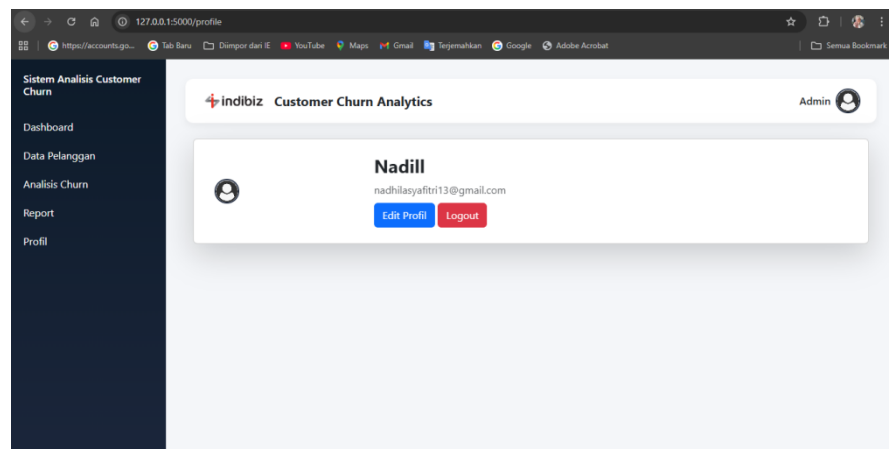 127.0.0.1:5000/profile
https://accounts.go... Tab Baru Diimpor dari IE YouTube Maps Gmail Terjemahkan Google Adobe Acrobat Semua Bookmark
Sistem Analisis Customer
Churn
Dashboard
Data Pelanggan
Analisis Churn
Report
Profil
indibiz Customer Churn Analytics Admin
Nadill
nadhilasyafitri13@gmail.com
Edit Profil Logout